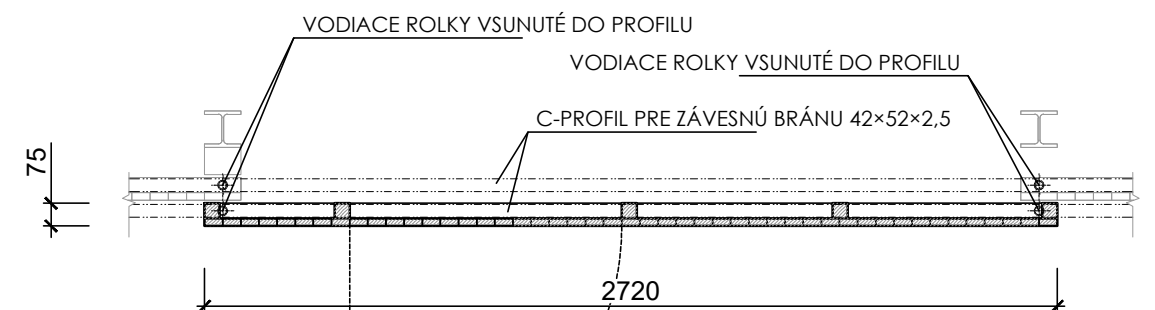 VODIACE ROLKY VSUNUTÉ DO PROFILU
VODIACE ROLKY VSUNUTÉ DO PROFILU
C-PROFIL PRE ZÁVESNÚ BRÁNU 42×52×2,5
75
2720